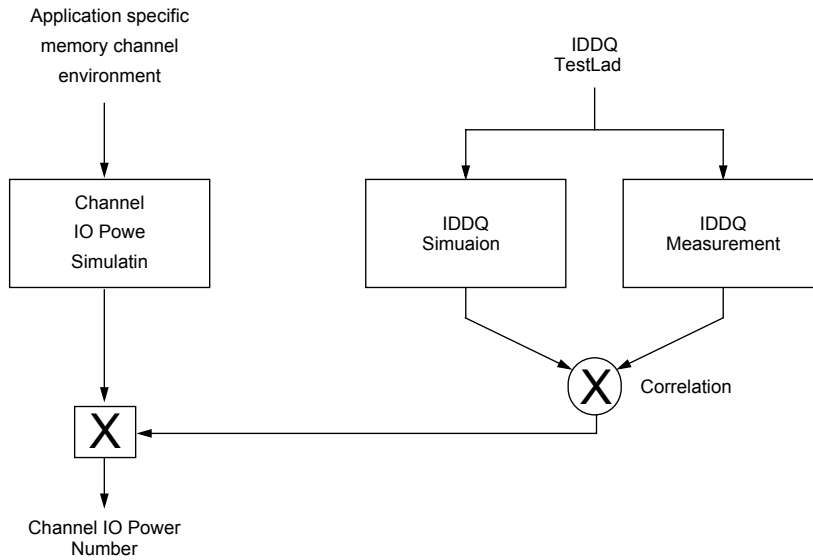 Application specific
memory channel
environment
IDDQ
TestLad
Channel
IO Powe
Simulatin
IDDQ
Simuaion
IDDQ
Measurement
X
Correlation
X
Channel IO Power
Number